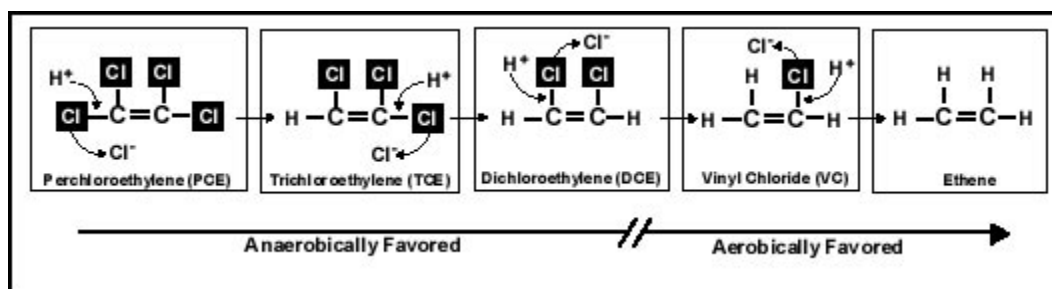 H+ Cl Cl
Cl C=C Cl
Cl-
Perchloroethylene (PCE)
Cl Cl H+
H C=C Cl
Cl-
Trichloroethylene (TCE)
Cl-
H+ Cl Cl
H C=C H
Dichloroethylene (DCE)
Cl-
H Cl H+
H C=C H
Vinyl Chloride (VC)
H H
H C=C H
Ethene
Anaerobically Favored
Aerobically Favored